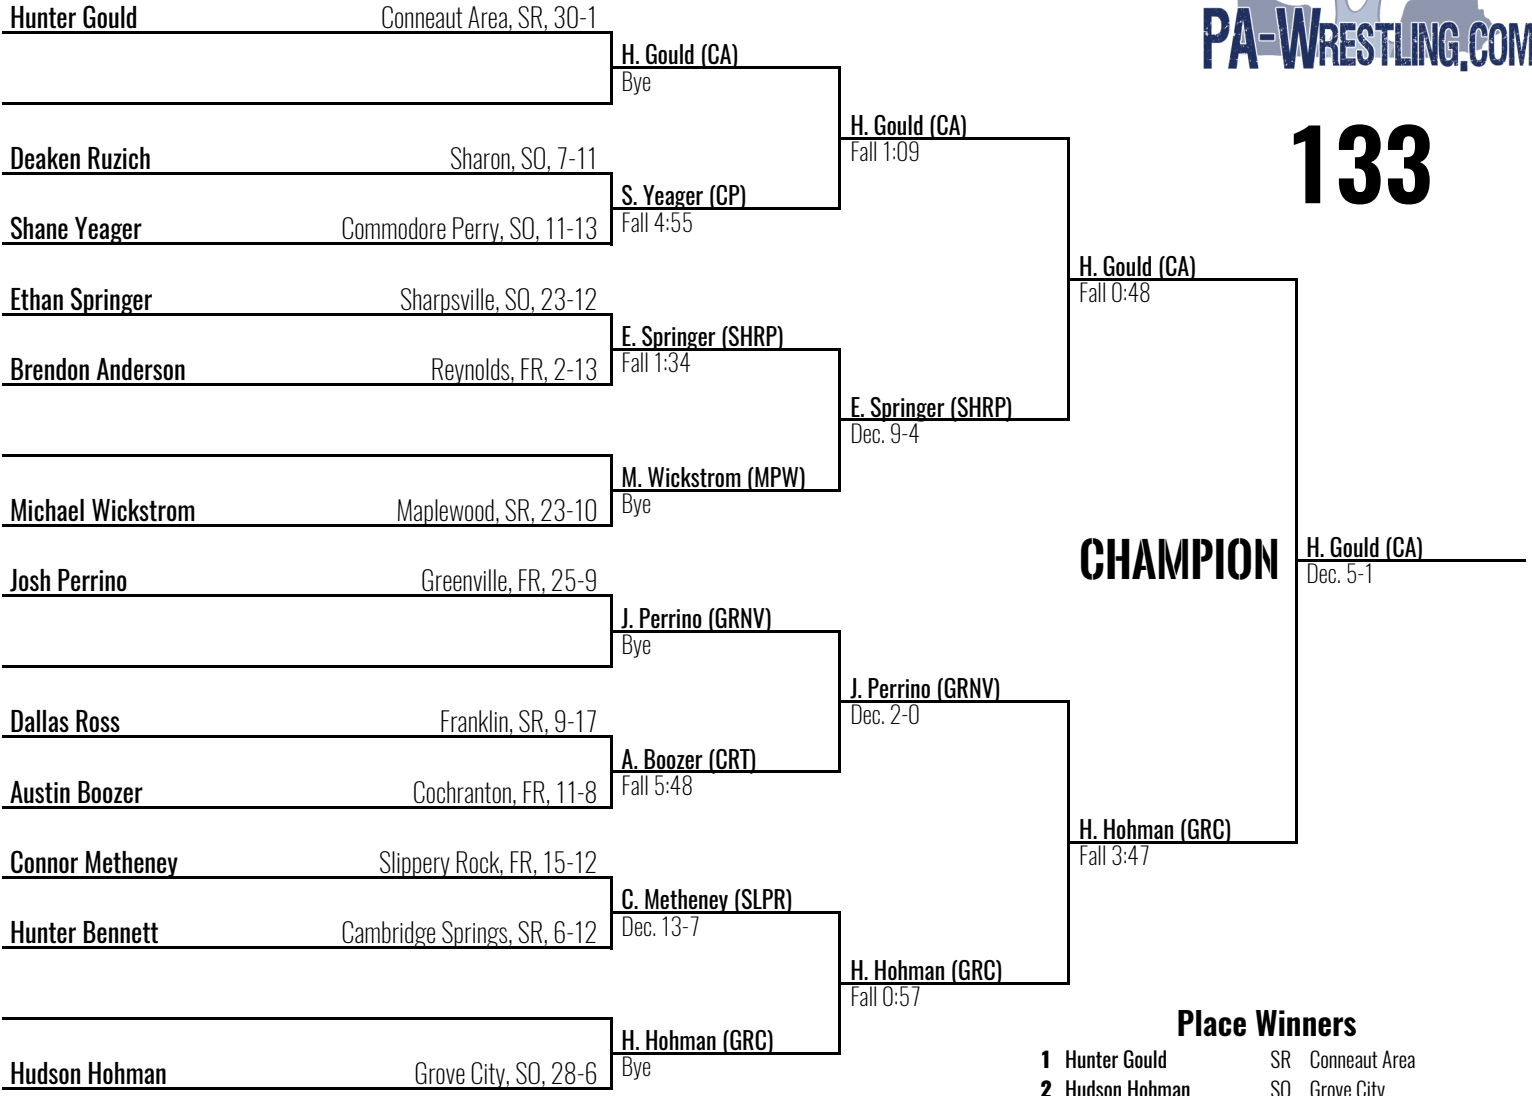 Hunter Gould Conneaut Area, SR, 30-1
H. Gould (CA)
Bye
PA-WRESTLING.COM
133
H. Gould (CA)
Fall 1:09
Deaken Ruzich Sharon, SO, 7-11
S. Yeager (CP)
Fall 4:55
Shane Yeager Commodore Perry, SO, 11-13
H. Gould (CA)
Fall 0:48
Ethan Springer Sharpsville, SO, 23-12
E. Springer (SHRP)
Fall 1:34
Brendon Anderson Reynolds, FR, 2-13
E. Springer (SHRP)
Dec. 9-4
M. Wickstrom (MPW)
Bye
Michael Wickstrom Maplewood, SR, 23-10
CHAMPION
H. Gould (CA)
Dec. 5-1
Josh Perrino Greenville, FR, 25-9
J. Perrino (GRNV)
Bye
J. Perrino (GRNV)
Dec. 2-0
Dallas Ross Franklin, SR, 9-17
A. Boozer (CRT)
Fall 5:48
Austin Boozer Cochranton, FR, 11-8
H. Hohman (GRC)
Fall 3:47
Connor Metheney Slippery Rock, FR, 15-12
C. Metheney (SLPR)
Dec. 13-7
Hunter Bennett Cambridge Springs, SR, 6-12
H. Hohman (GRC)
Fall 0:57
H. Hohman (GRC)
Bye
Hudson Hohman Grove City, SO, 28-6
Place Winners
1 Hunter Gould SR Conneaut Area
2 Hudson Hohman SO Grove City